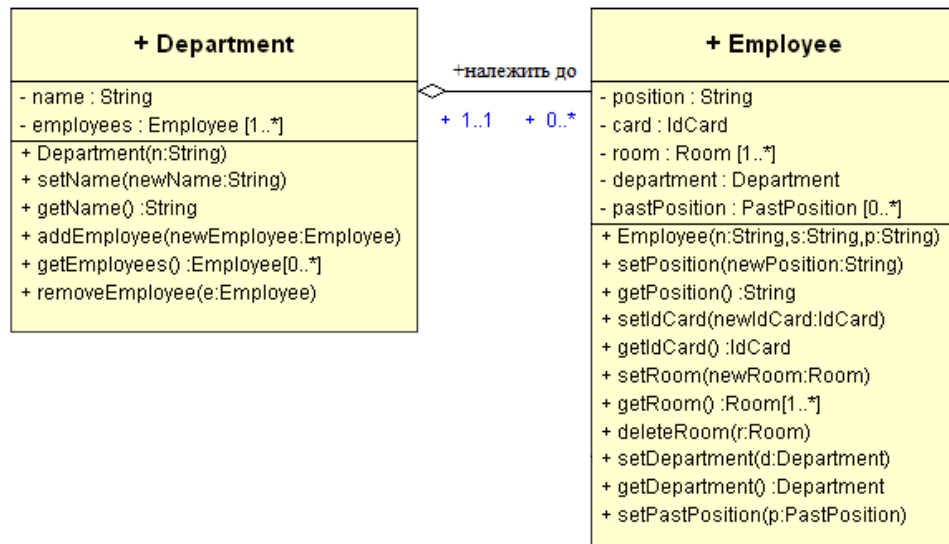 + Department
- name : String
- employees : Employee [1..*]
+ Department(n:String)
+ setName(newName:String)
+ getName() :String
+ addEmployee(newEmployee:Employee)
+ getEmployees() :Employee[0..*]
+ removeEmployee(e:Employee)
+належить до
+ 1..1 + 0..*
+ Employee
- position : String
- card : IdCard
- room : Room [1..*]
- department : Department
- pastPosition : PastPosition [0..*]
+ Employee(n:String,s:String,p:String)
+ setPosition(newPosition:String)
+ getPosition() :String
+ setIdCard(newIdCard:IdCard)
+ getIdCard() :IdCard
+ setRoom(newRoom:Room)
+ getRoom() :Room[1..*]
+ deleteRoom(r:Room)
+ setDepartment(d:Department)
+ getDepartment() :Department
+ setPastPosition(p:PastPosition)